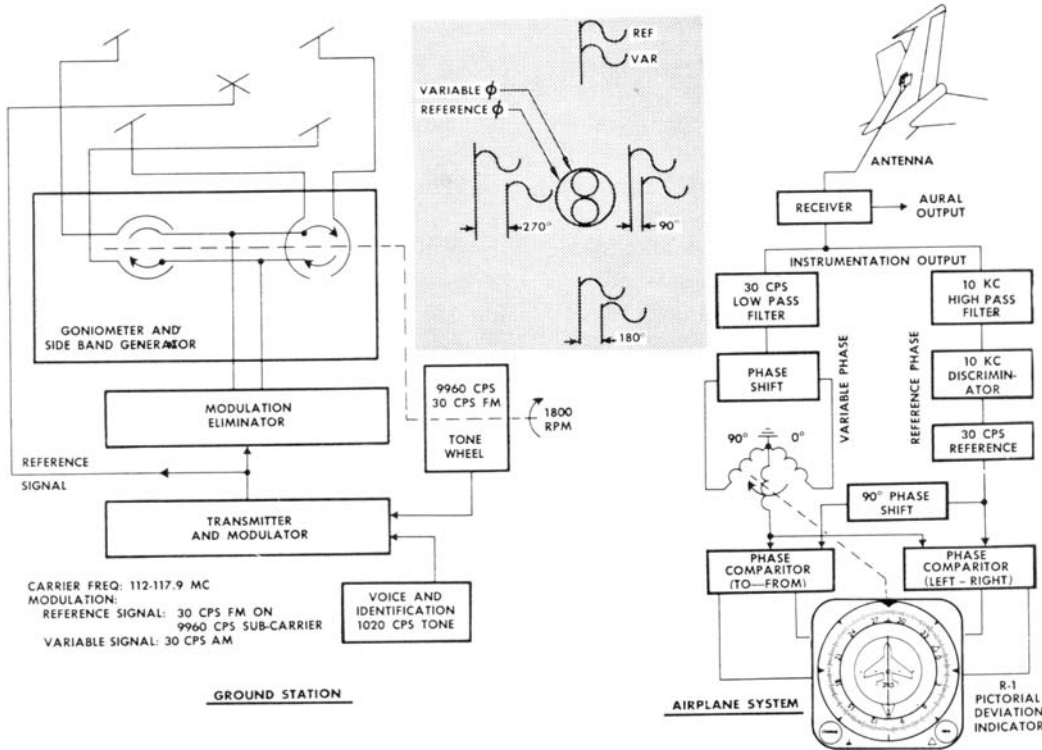 REF
VAR
VARIABLE ϕ
REFERENCE ϕ
270°
90°
180°
GONIOMETER AND
SIDE BAND GENERATOR
MODULATION
ELIMINATOR
REFERENCE
SIGNAL
TRANSMITTER
AND MODULATOR
9960 CPS
30 CPS FM
TONE
WHEEL
1800
RPM
VOICE AND
IDENTIFICATION
1020 CPS TONE
CARRIER FREQ: 112-117.9 MC
MODULATION:
REFERENCE SIGNAL: 30 CPS FM ON
9960 CPS SUB-CARRIER
VARIABLE SIGNAL: 30 CPS AM
GROUND STATION
ANTENNA
RECEIVER
AURAL
OUTPUT
INSTRUMENTATION OUTPUT
30 CPS
LOW PASS
FILTER
10 KC
HIGH PASS
FILTER
PHASE SHIFT
VARIABLE PHASE
REFERENCE PHASE
10 KC
DISCRIMIN-
ATOR
30 CPS
REFERENCE
90°
0°
90° PHASE
SHIFT
PHASE
COMPARITOR
(TO—FROM)
PHASE
COMPARITOR
(LEFT - RIGHT)
AIRPLANE SYSTEM
R-1
PICTORIAL
DEVIATION
INDICATOR